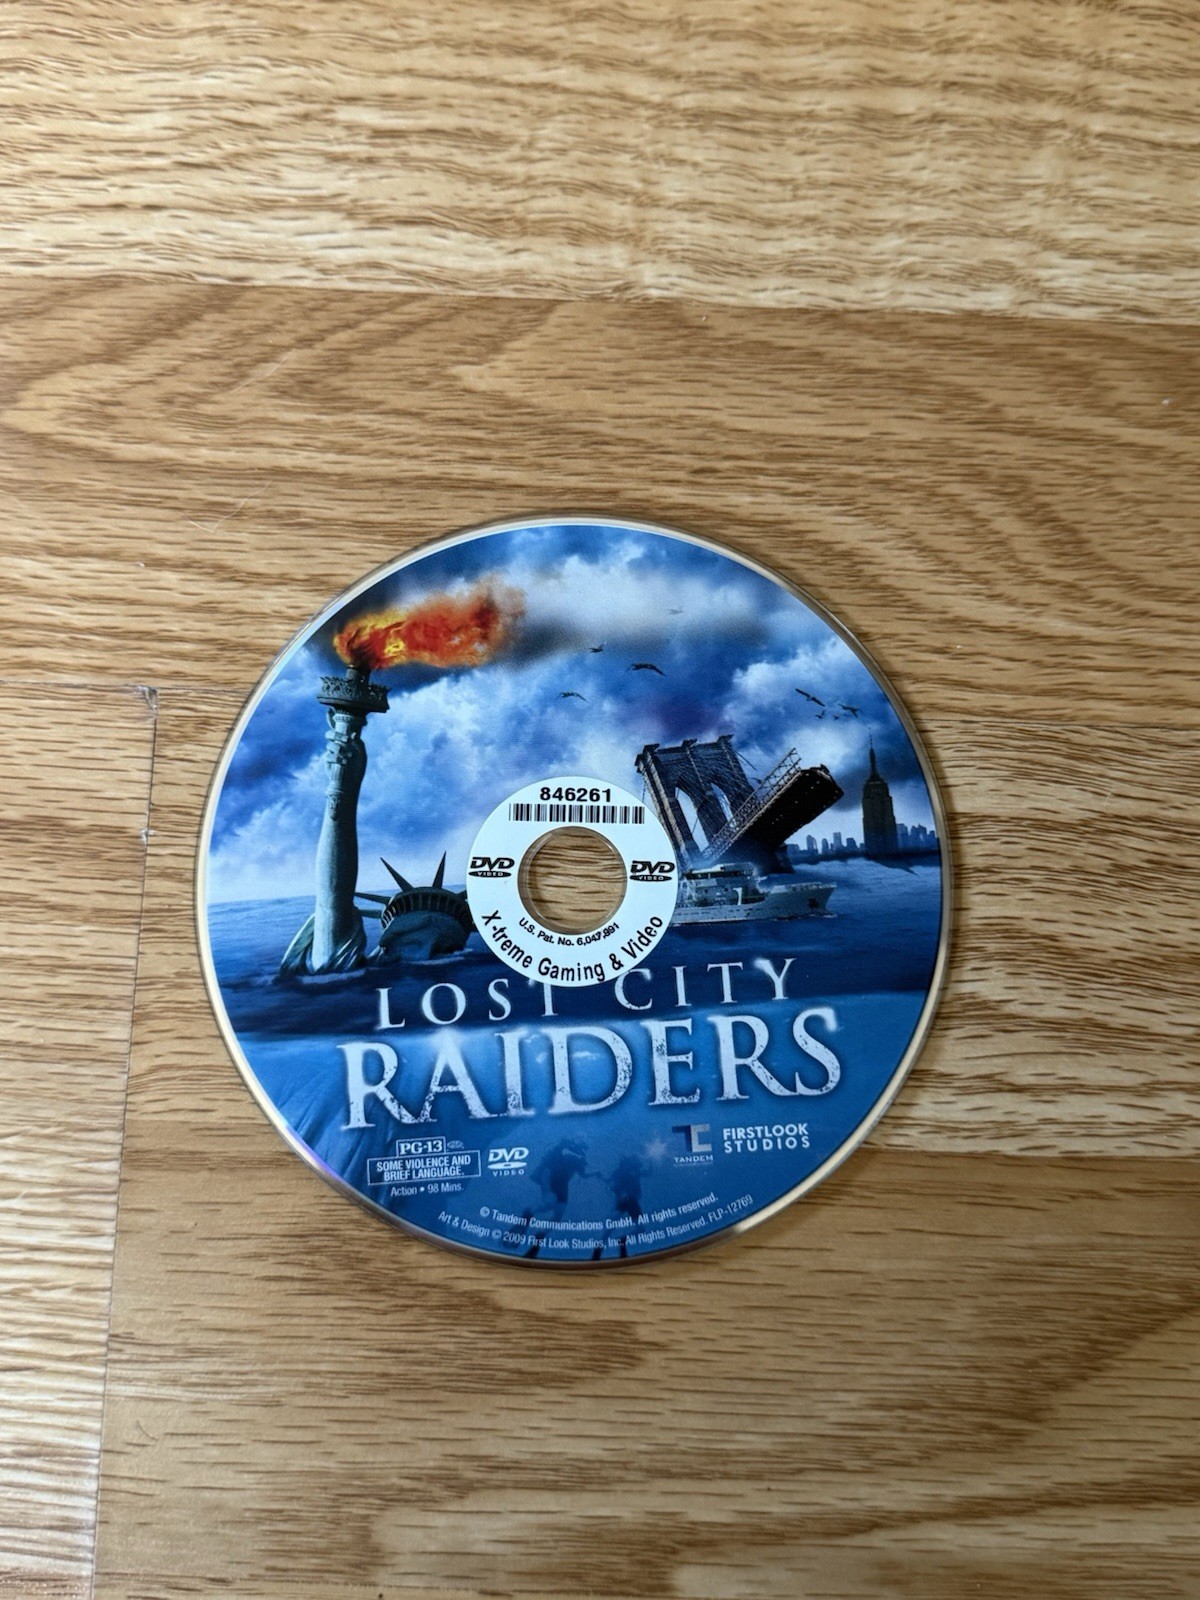 846261
DVD
VIDEO
DVD
VIDEO
U.S. Pat. No. 6,047,991
X-treme Gaming & Video
LOST CITY
RAIDERS
PG-13
SOME VIOLENCE AND
BRIEF LANGUAGE.
Action • 98 Mins.
DVD
VIDEO
TANDEM
FIRSTLOOK
STUDIOS
© Tandem Communications GmbH. All rights reserved.
Art & Design © 2009 First Look Studios, Inc. All Rights Reserved. FLP-12769